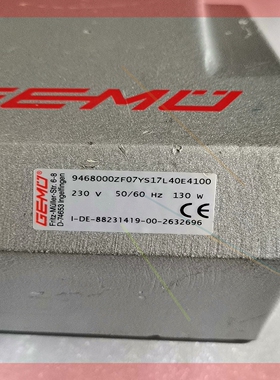 GEMÜ
GEMÜ
Fritz-Müller-Str. 6-8
D-74653 Ingelfingen
9468000ZF07YS17L40E4100
230 V 50/60 Hz 130 W
I-DE-88231419-00-2632696
CE